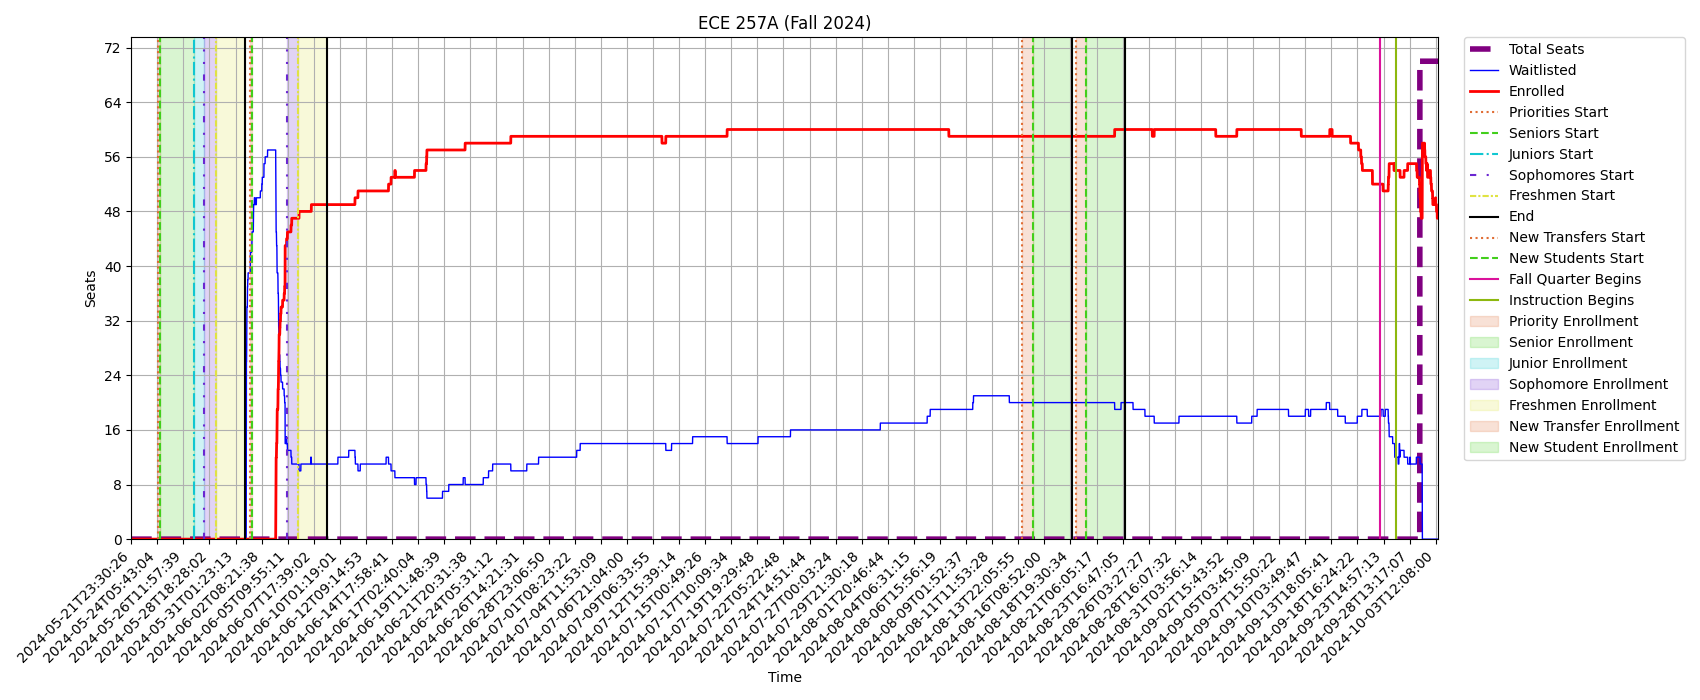 ECE 257A (Fall 2024)
Seats
72
64
56
48
40
32
24
16
8
0
2024-05-21T23:30:26
2024-05-24T05:43:04
2024-05-26T11:57:39
2024-05-28T18:28:02
2024-05-31T01:23:13
2024-06-02T08:21:38
2024-06-05T09:55:11
2024-06-07T17:39:02
2024-06-10T01:19:01
2024-06-12T09:14:53
2024-06-14T17:58:41
2024-06-17T02:40:04
2024-06-19T11:48:39
2024-06-21T20:31:38
2024-06-24T05:31:12
2024-06-26T14:21:31
2024-06-28T23:06:50
2024-07-01T08:23:22
2024-07-04T11:53:09
2024-07-06T21:04:00
2024-07-09T06:33:55
2024-07-12T15:39:14
2024-07-15T00:49:26
2024-07-17T10:09:34
2024-07-19T19:29:48
2024-07-22T05:22:48
2024-07-24T14:51:44
2024-07-27T00:03:24
2024-07-29T21:30:18
2024-08-01T20:46:44
2024-08-04T06:31:15
2024-08-06T15:56:19
2024-08-09T01:52:37
2024-08-11T11:53:28
2024-08-13T22:05:55
2024-08-16T08:52:00
2024-08-18T19:30:34
2024-08-21T06:05:17
2024-08-23T16:47:05
2024-08-26T03:27:27
2024-08-28T16:07:32
2024-08-31T03:56:14
2024-09-02T15:43:52
2024-09-05T03:45:09
2024-09-07T15:50:22
2024-09-10T03:49:47
2024-09-13T18:05:41
2024-09-18T16:24:22
2024-09-23T14:57:13
2024-09-28T13:17:07
2024-10-03T12:08:00
Time
Total Seats
Waitlisted
Enrolled
Priorities Start
Seniors Start
Juniors Start
Sophomores Start
Freshmen Start
End
New Transfers Start
New Students Start
Fall Quarter Begins
Instruction Begins
Priority Enrollment
Senior Enrollment
Junior Enrollment
Sophomore Enrollment
Freshmen Enrollment
New Transfer Enrollment
New Student Enrollment